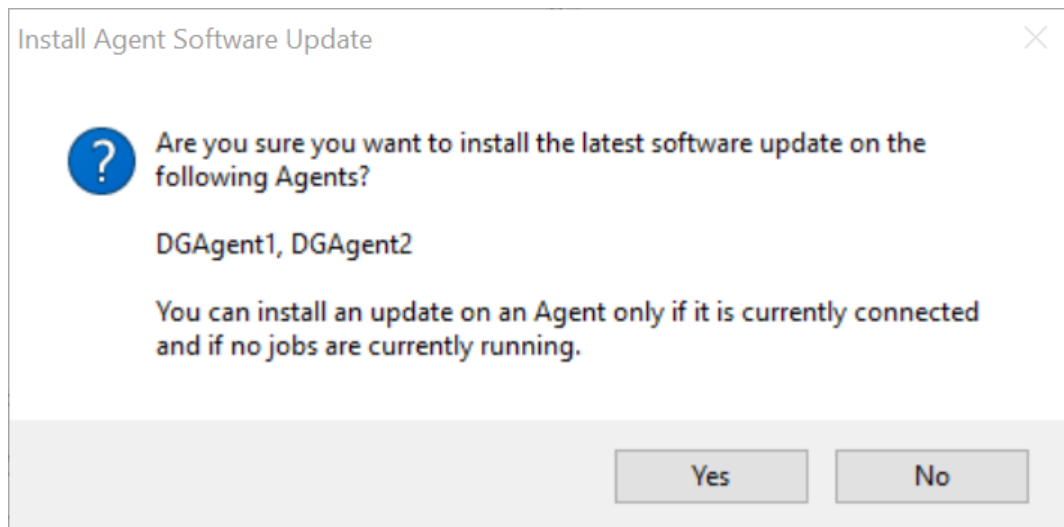 Install Agent Software Update
?
Are you sure you want to install the latest software update on the
following Agents?
DGAgent1, DGAgent2
You can install an update on an Agent only if it is currently connected
and if no jobs are currently running.
Yes
No